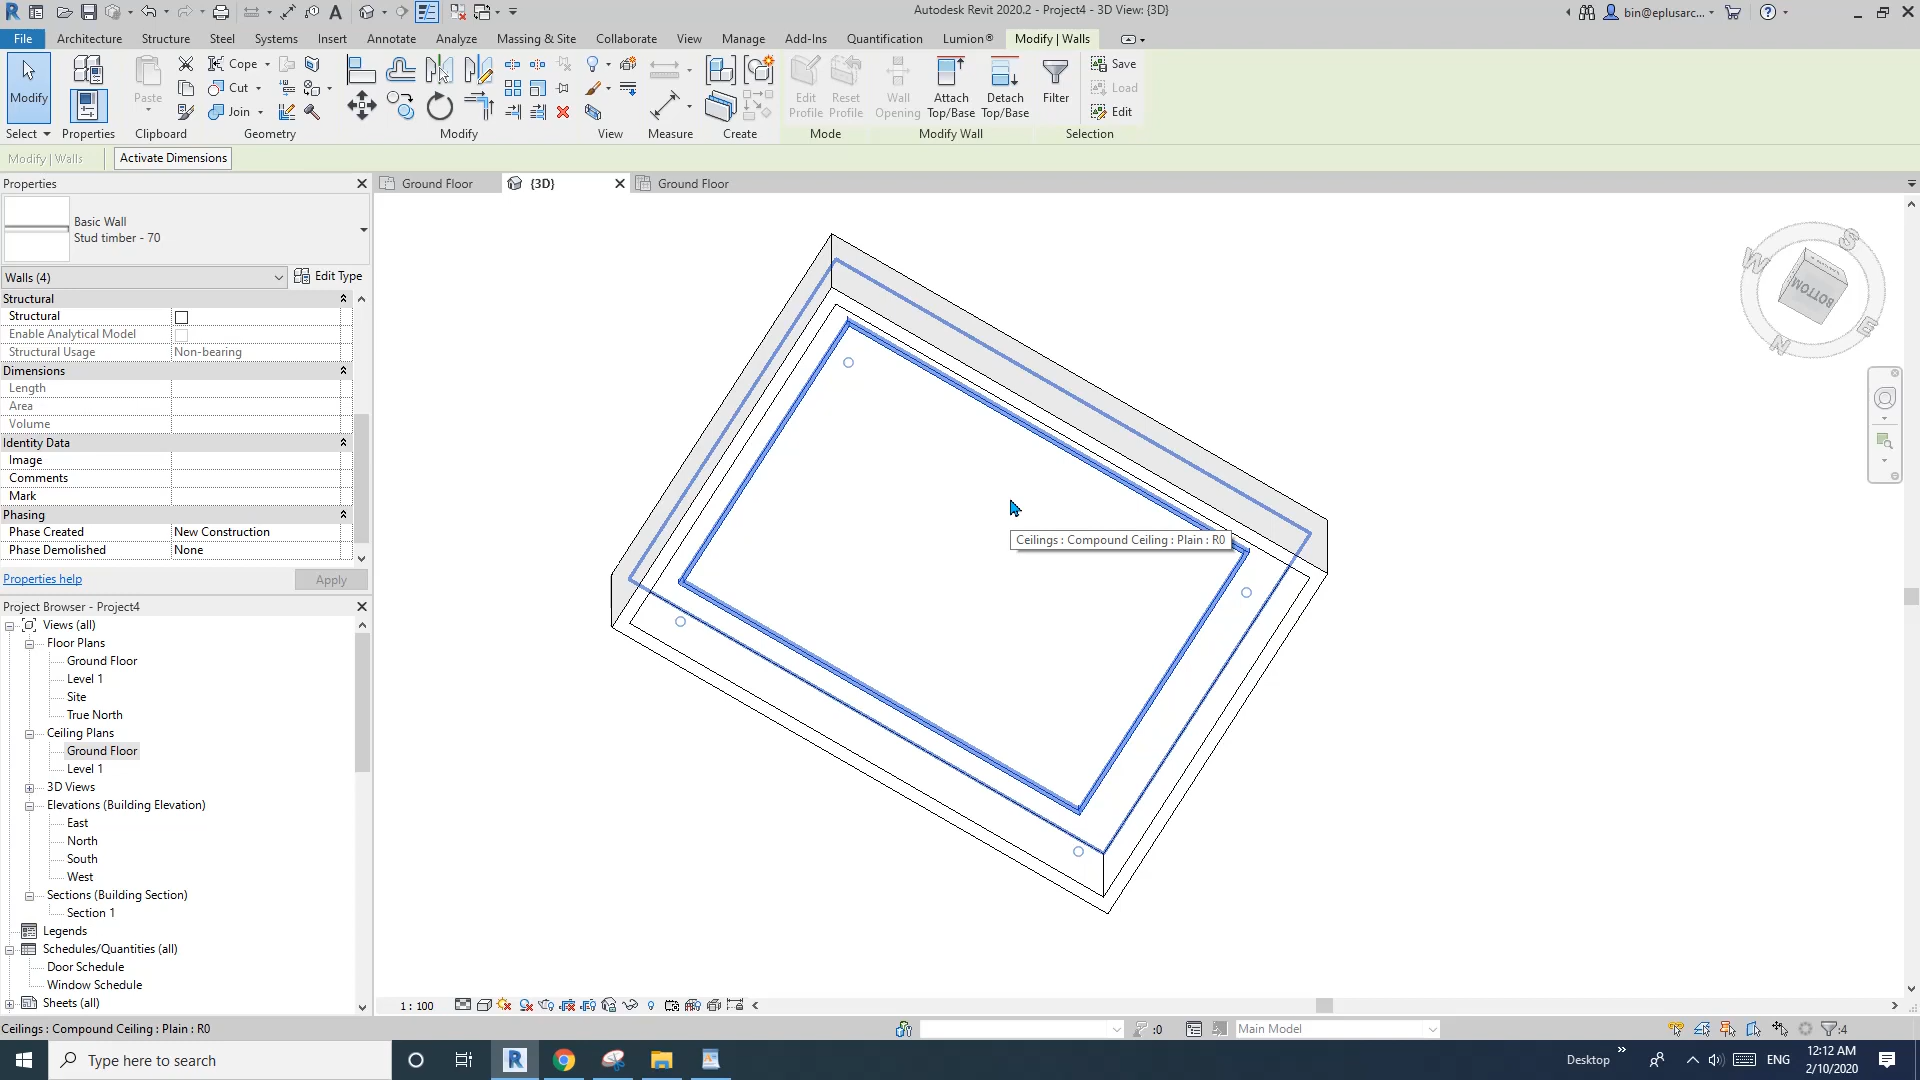 Autodesk Revit 2020.2 - Project4 - 3D View: {3D}
bin@eplusarc...
File Architecture Structure Steel Systems Insert Annotate Analyze Massing & Site Collaborate View Manage Add-Ins Quantification Lumion® Modify | Walls
Modify
Paste
Cope
Cut
Join
Edit Profile
Reset Profile
Wall Opening
Attach Top/Base
Detach Top/Base
Filter
Save
Load
Edit
Select Properties Clipboard Geometry Modify View Measure Create Mode Modify Wall Selection
Modify | Walls Activate Dimensions
Properties
Ground Floor {3D} Ground Floor
Basic Wall
Stud timber - 70
Walls (4) Edit Type
Structural
Structural
Enable Analytical Model
Structural Usage Non-bearing
Dimensions
Length
Area
Volume
Identity Data
Image
Comments
Mark
Phasing
Phase Created New Construction
Phase Demolished None
Properties help Apply
Project Browser - Project4
Views (all)
Floor Plans
Ground Floor
Level 1
Site
True North
Ceiling Plans
Ground Floor
Level 1
3D Views
Elevations (Building Elevation)
East
North
South
West
Sections (Building Section)
Section 1
Legends
Schedules/Quantities (all)
Door Schedule
Window Schedule
Sheets (all)
S
W
BOTTOM
E
N
Ceilings : Compound Ceiling : Plain : R0
1 : 100
Ceilings : Compound Ceiling : Plain : R0
:0
Main Model
:4
Type here to search
Desktop
ENG
12:12 AM
2/10/2020